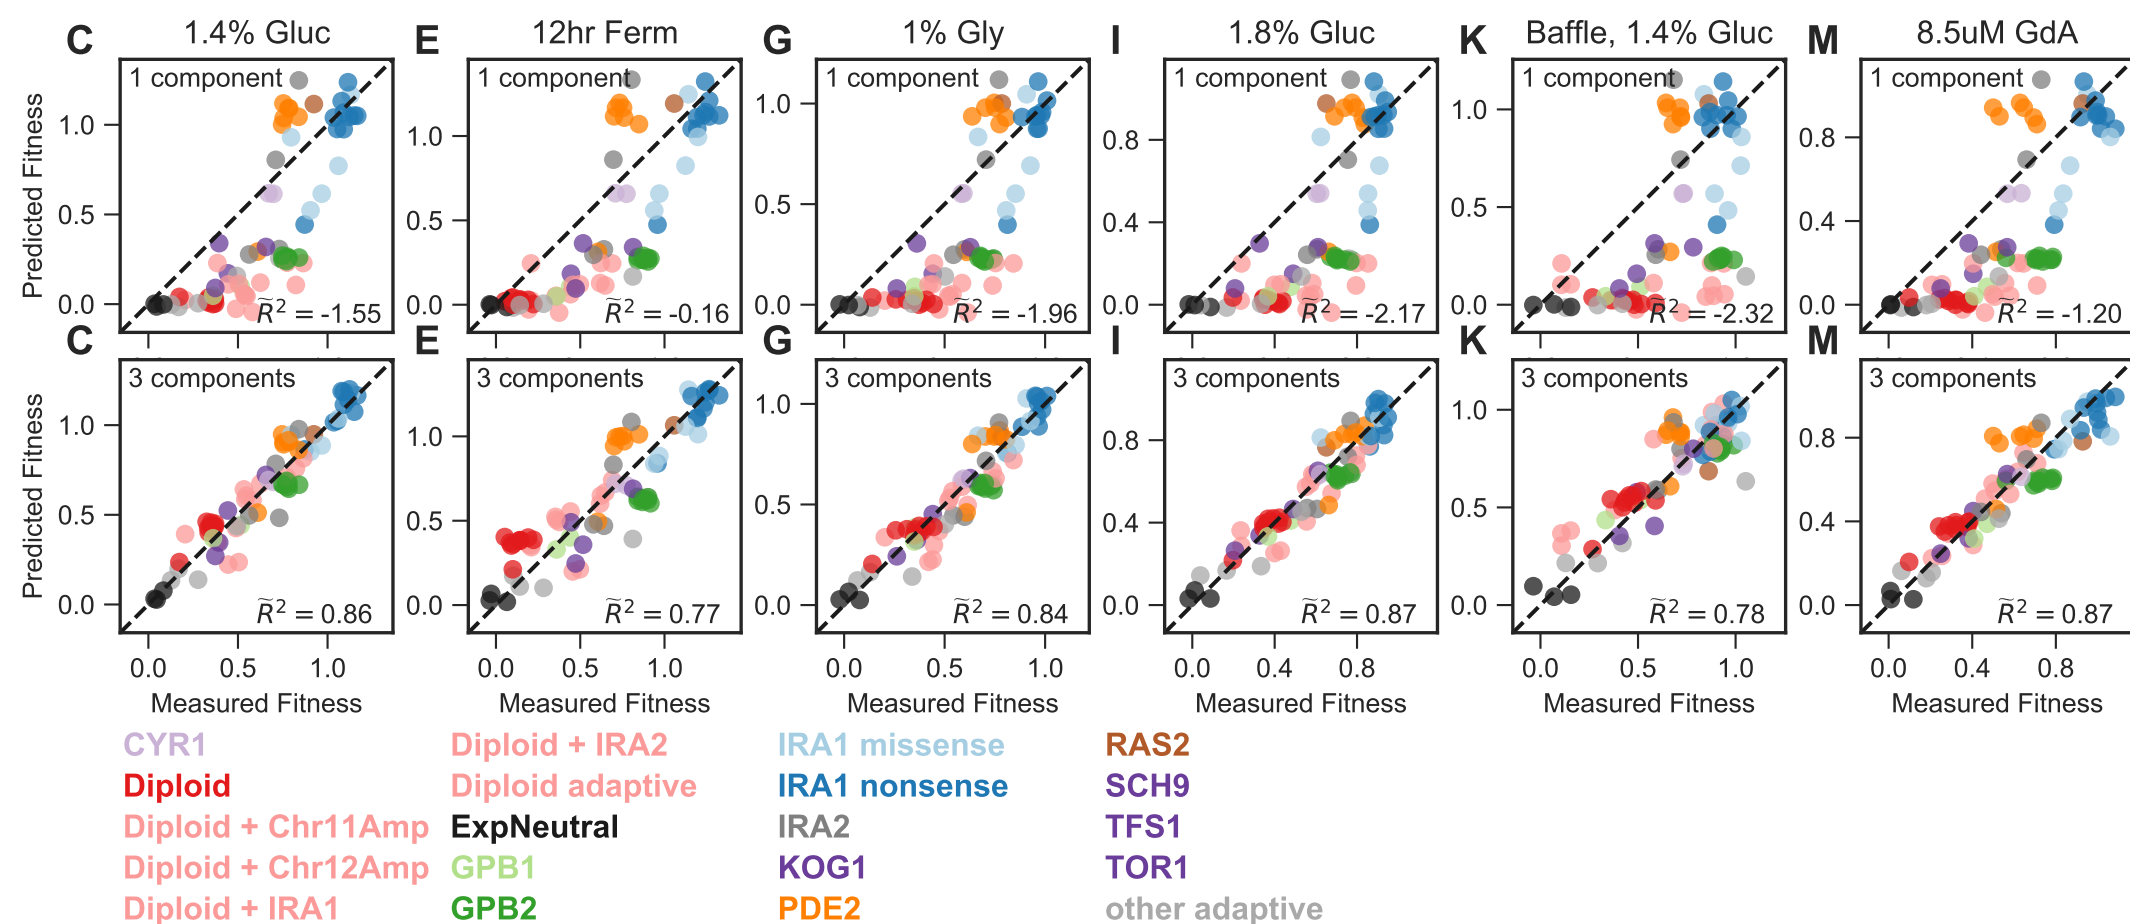 C 1.4% Gluc E 12hr Ferm G 1% Gly I 1.8% Gluc K Baffle, 1.4% Gluc M 8.5uM GdA
1 component 1 component 1 component 1 component 1 component 1 component
Predicted Fitness
1.0 1.0 1.0 0.8 1.0 0.8
0.5 0.5 0.5 0.4 0.5 0.4
0.0 0.0 0.0 0.0 0.0 0.0
R̃² = -1.55 R̃² = -0.16 R̃² = -1.96 R̃² = -2.17 R̃² = -2.32 R̃² = -1.20
C E G I K M
3 components 3 components 3 components 3 components 3 components 3 components
Predicted Fitness
1.0 1.0 1.0 0.8 1.0 0.8
0.5 0.5 0.5 0.4 0.5 0.4
0.0 0.0 0.0 0.0 0.0 0.0
R̃² = 0.86 R̃² = 0.77 R̃² = 0.84 R̃² = 0.87 R̃² = 0.78 R̃² = 0.87
0.0 0.5 1.0 0.0 0.5 1.0 0.0 0.5 1.0 0.0 0.4 0.8 0.0 0.5 1.0 0.0 0.4 0.8
Measured Fitness Measured Fitness Measured Fitness Measured Fitness Measured Fitness Measured Fitness
CYR1 Diploid + IRA2 IRA1 missense RAS2
Diploid Diploid adaptive IRA1 nonsense SCH9
Diploid + Chr11Amp ExpNeutral IRA2 TFS1
Diploid + Chr12Amp GPB1 KOG1 TOR1
Diploid + IRA1 GPB2 PDE2 other adaptive